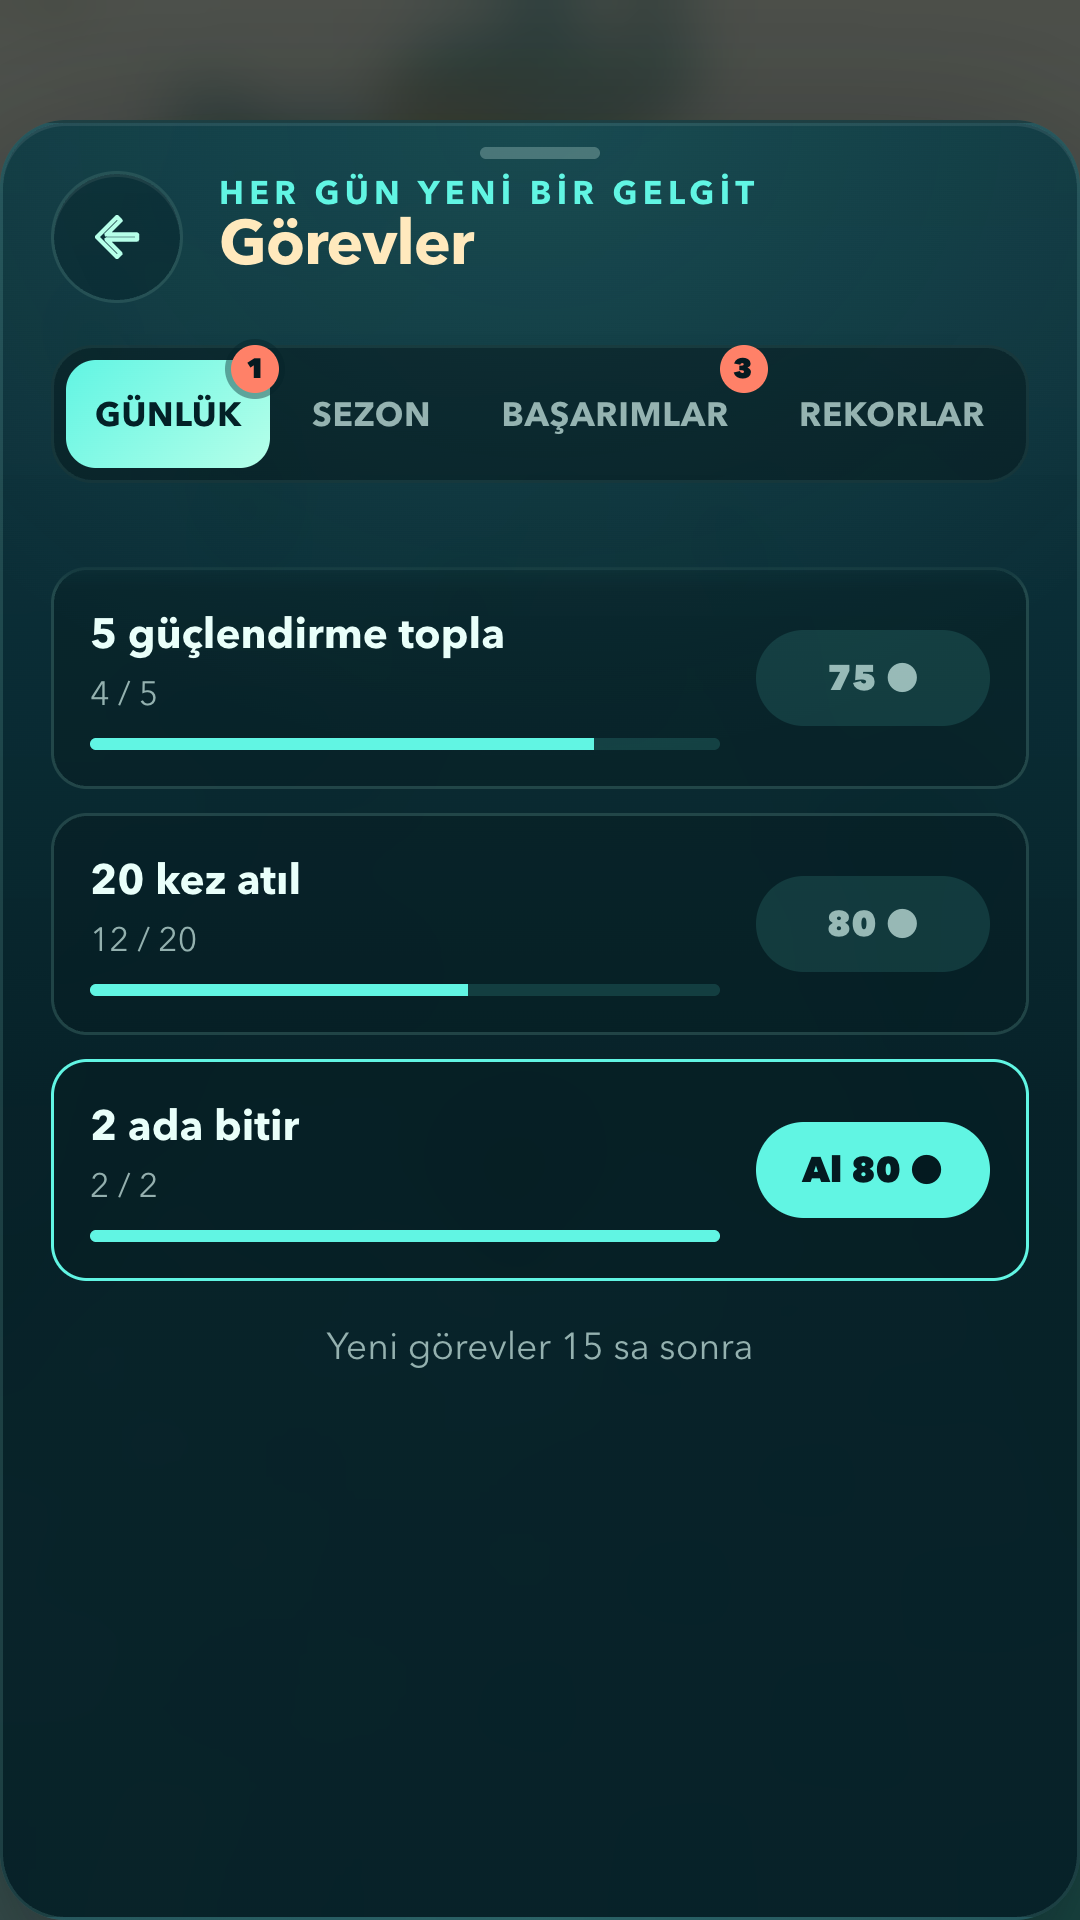 HER GÜN YENİ BİR GELGİT
Görevler
1
3
GÜNLÜK
SEZON
BAŞARIMLAR
REKORLAR
5 güçlendirme topla
4 / 5
75
20 kez atıl
12 / 20
80
2 ada bitir
2 / 2
Al 80
Yeni görevler 15 sa sonra